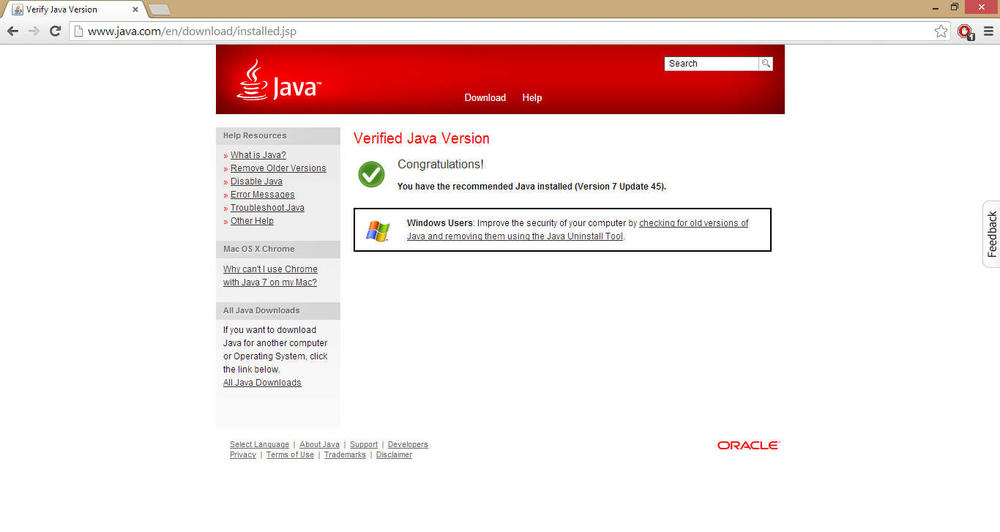 Verify Java Version
www.java.com/en/download/installed.jsp
1
Java™
Search
Download Help
Help Resources
» What is Java?
» Remove Older Versions
» Disable Java
» Error Messages
» Troubleshoot Java
» Other Help
Mac OS X Chrome
Why can't I use Chrome
with Java 7 on my Mac?
All Java Downloads
If you want to download
Java for another computer
or Operating System, click
the link below.
All Java Downloads
Verified Java Version
Congratulations!
You have the recommended Java installed (Version 7 Update 45).
Windows Users: Improve the security of your computer by checking for old versions of
Java and removing them using the Java Uninstall Tool.
Feedback
Select Language | About Java | Support | Developers
Privacy | Terms of Use | Trademarks | Disclaimer
ORACLE